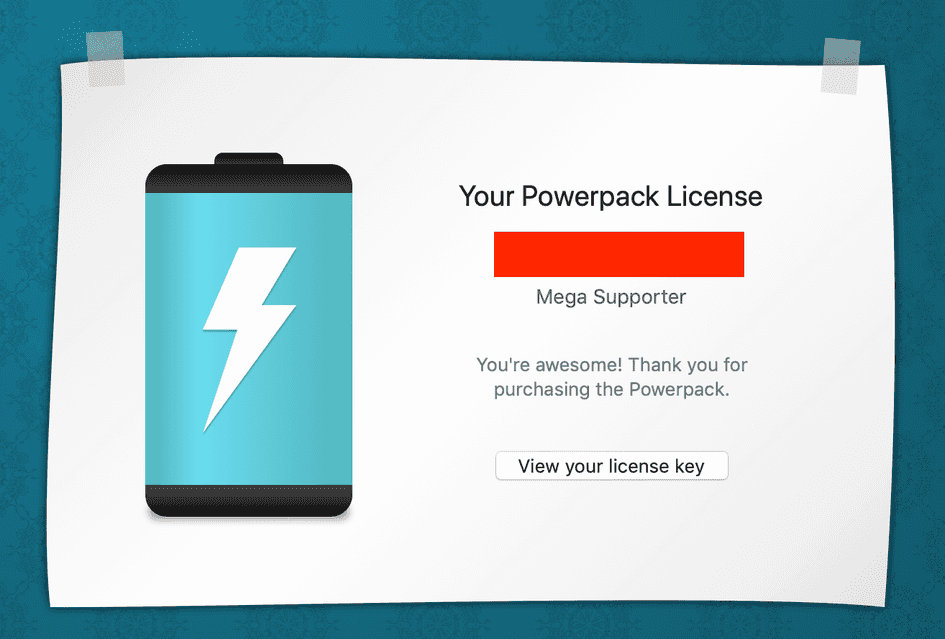 Your Powerpack License
Mega Supporter
You're awesome! Thank you for
purchasing the Powerpack.
View your license key